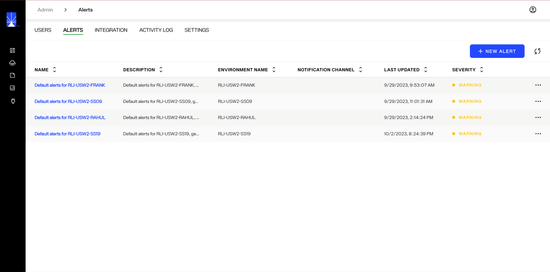 Admin > Alerts
USERS ALERTS INTEGRATION ACTIVITY LOG SETTINGS
+ NEW ALERT
NAME DESCRIPTION ENVIRONMENT NAME NOTIFICATION CHANNEL LAST UPDATED SEVERITY
Default alerts for RLI-USW2-FRANK Default alerts for RLI-USW2-FRANK, ... RLI-USW2-FRANK 9/29/2023, 9:53:07 AM WARNING ...
Default alerts for RLI-USW2-SS09 Default alerts for RLI-USW2-SS09, g... RLI-USW2-SS09 9/29/2023, 11:01:31 AM WARNING ...
Default alerts for RLI-USW2-RAHUL Default alerts for RLI-USW2-RAHUL, ... RLI-USW2-RAHUL 9/29/2023, 2:14:24 PM WARNING ...
Default alerts for RLI-USW2-SS19 Default alerts for RLI-USW2-SS19, ge... RLI-USW2-SS19 10/2/2023, 8:24:39 PM WARNING ...